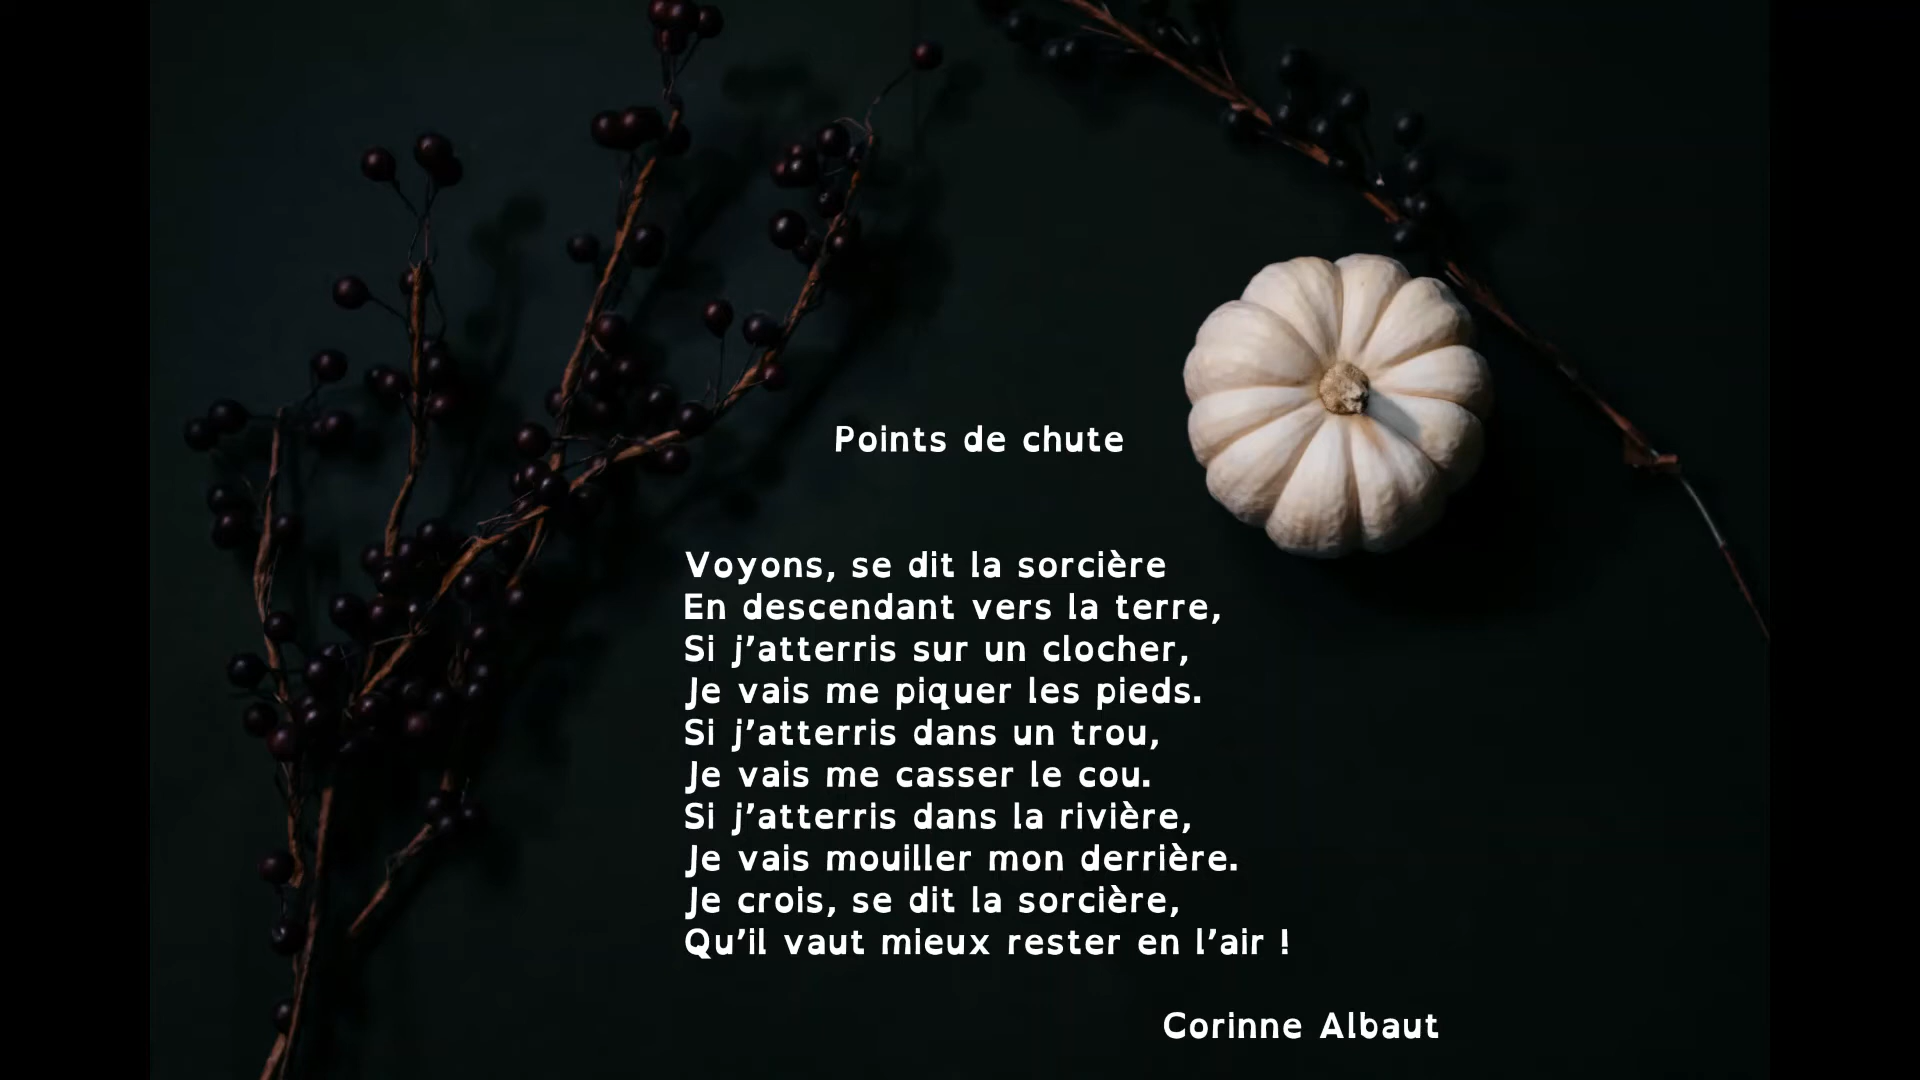 Points de chute
Voyons, se dit la sorcière
En descendant vers la terre,
Si j’atterris sur un clocher,
Je vais me piquer les pieds.
Si j’atterris dans un trou,
Je vais me casser le cou.
Si j’atterris dans la rivière,
Je vais mouiller mon derrière.
Je crois, se dit la sorcière,
Qu’il vaut mieux rester en l’air !
Corinne Albaut